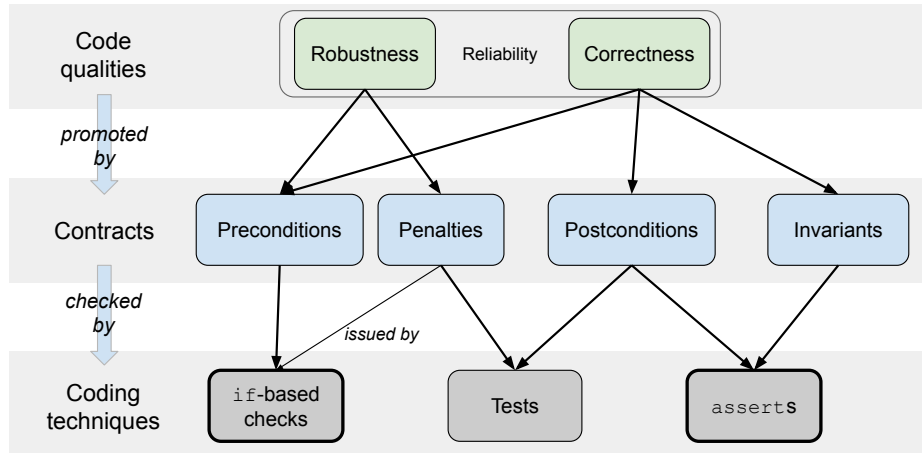 Code
qualities
Robustness
Reliability
Correctness
promoted
by
Contracts
Preconditions
Penalties
Postconditions
Invariants
checked
by
issued by
Coding
techniques
if-based
checks
Tests
asserts